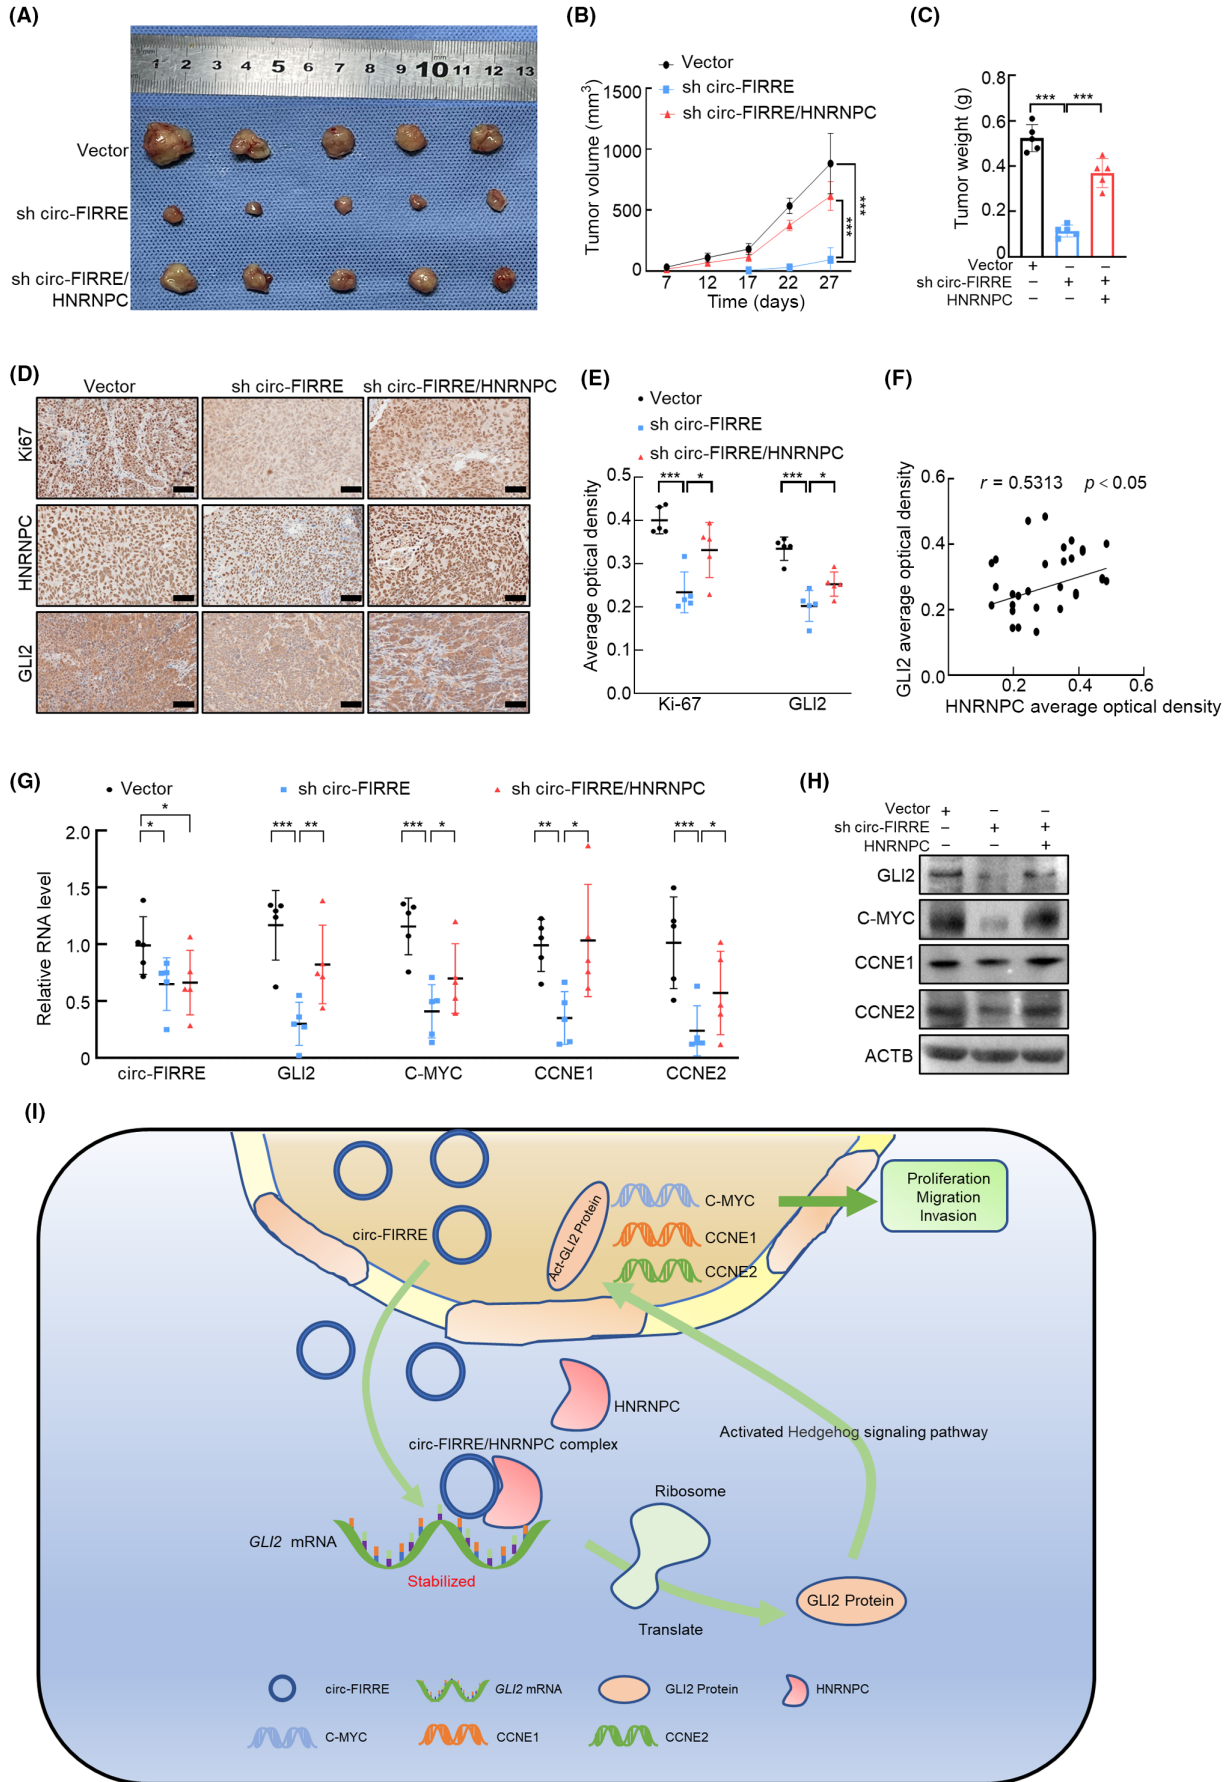 (A)
1 2 3 4 5 6 7 8 9 10 11 12 13
Vector
sh circ-FIRRE
sh circ-FIRRE/
HNRNPC
(B)
Vector
sh circ-FIRRE
sh circ-FIRRE/HNRNPC
Tumor volume (mm3)
1500
1000
500
0
7 12 17 22 27
Time (days)
***
***
(C)
Tumor weight (g)
0.8
0.6
0.4
0.2
0
*** ***
Vector + − −
sh circ-FIRRE − + +
HNRNPC − − +
(D)
Vector sh circ-FIRRE sh circ-FIRRE/HNRNPC
Ki67
HNRNPC
GLI2
(E)
Vector
sh circ-FIRRE
sh circ-FIRRE/HNRNPC
Average optical density
0.5
0.4
0.3
0.2
0.1
0.0
*** * *** *
Ki-67 GLI2
(F)
r = 0.5313 p < 0.05
GLI2 average optical density
0.6
0.4
0.2
0.0
0.2 0.4 0.6
HNRNPC average optical density
(G)
Vector sh circ-FIRRE sh circ-FIRRE/HNRNPC
Relative RNA level
2.0
1.5
1.0
0.5
0
*
* *** ** *** * ** * *** *
circ-FIRRE GLI2 C-MYC CCNE1 CCNE2
(H)
Vector + − −
sh circ-FIRRE − + +
HNRNPC − − +
GLI2
C-MYC
CCNE1
CCNE2
ACTB
(I)
circ-FIRRE
Act-GLI2 Protein
C-MYC
CCNE1
CCNE2
Proliferation
Migration
Invasion
HNRNPC
circ-FIRRE/HNRNPC complex
Activated Hedgehog signaling pathway
GLI2 mRNA
Stabilized
Ribosome
Translate
GLI2 Protein
circ-FIRRE GLI2 mRNA GLI2 Protein HNRNPC
C-MYC CCNE1 CCNE2